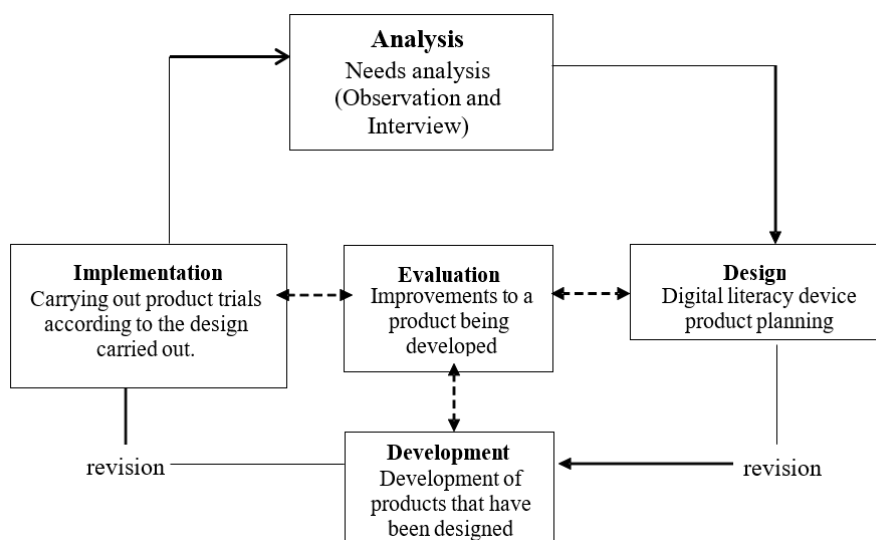 Analysis
Needs analysis
(Observation and
Interview)
Implementation
Carrying out product trials
according to the design
carried out.
Evaluation
Improvements to a
product being
developed
Design
Digital literacy device
product planning
revision
Development
Development of
products that have
been designed
revision